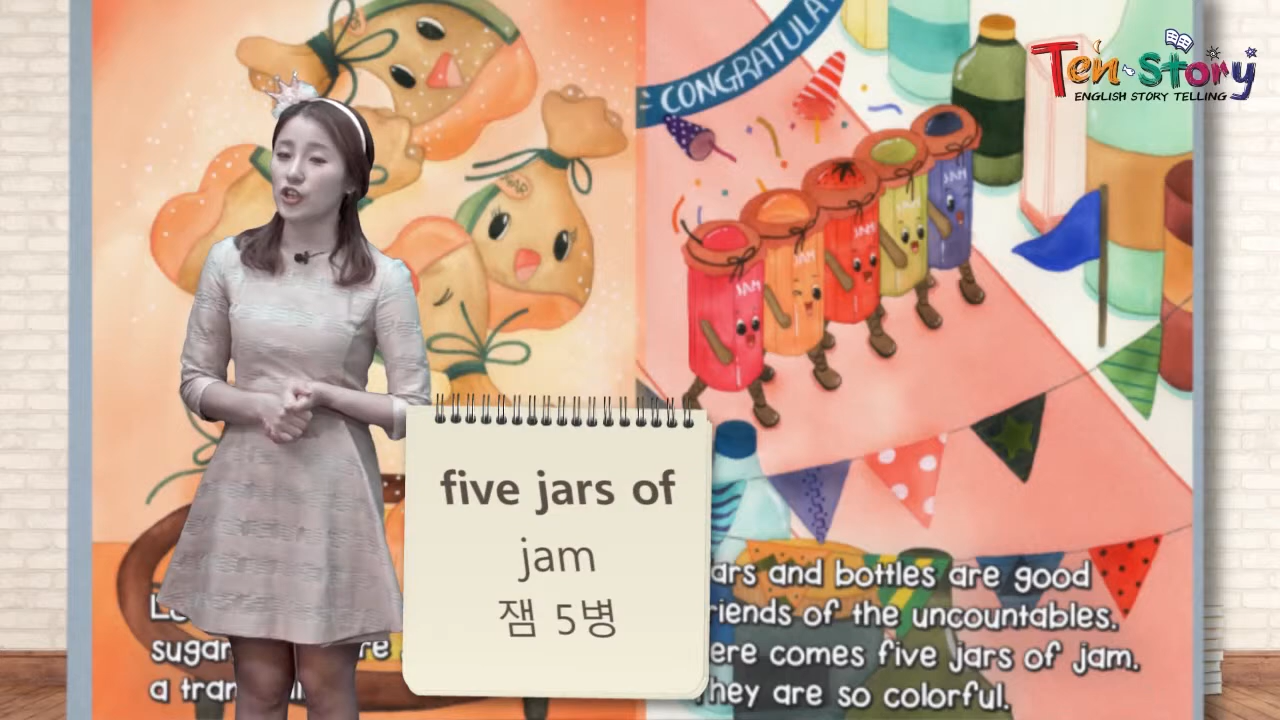 CONGRATULA
Ten Story
ENGLISH STORY TELLING
JAM
JAM
JAM
JAM
JAM
five jars of
jam
잼 5병
sugar
a tran
ars and bottles are good
riends of the uncountables.
ere comes five jars of jam.
hey are so colorful.